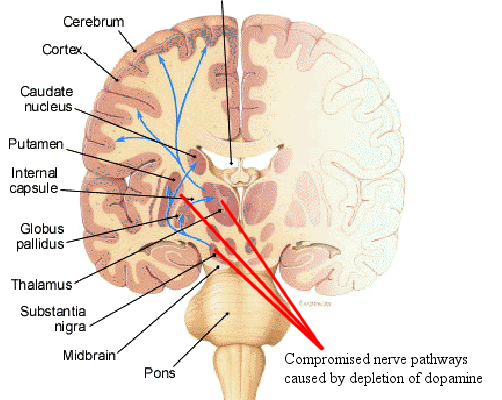 Cerebrum
Cortex
Caudate
nucleus
Putamen
Internal
capsule
Globus
pallidus
Thalamus
Substantia
nigra
Midbrain
Pons
Compromised nerve pathways
caused by depletion of dopamine